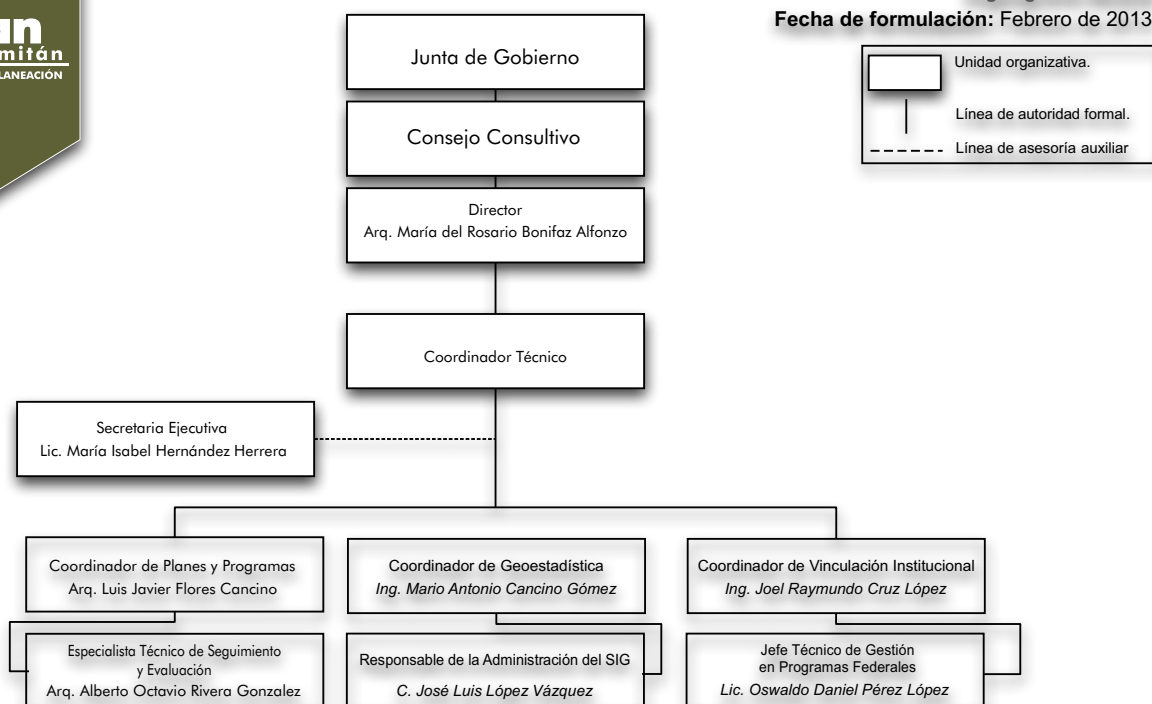 an
mitán
LANEACIÓN
Fecha de formulación: Febrero de 2013
Unidad organizativa.
Línea de autoridad formal.
Línea de asesoría auxiliar
Junta de Gobierno
Consejo Consultivo
Director
Arq. María del Rosario Bonifaz Alfonzo
Coordinador Técnico
Secretaria Ejecutiva
Lic. María Isabel Hernández Herrera
Coordinador de Planes y Programas
Arq. Luis Javier Flores Cancino
Coordinador de Geoestadística
Ing. Mario Antonio Cancino Gómez
Coordinador de Vinculación Institucional
Ing. Joel Raymundo Cruz López
Especialista Técnico de Seguimiento
y Evaluación
Arq. Alberto Octavio Rivera Gonzalez
Responsable de la Administración del SIG
C. José Luis López Vázquez
Jefe Técnico de Gestión
en Programas Federales
Lic. Oswaldo Daniel Pérez López